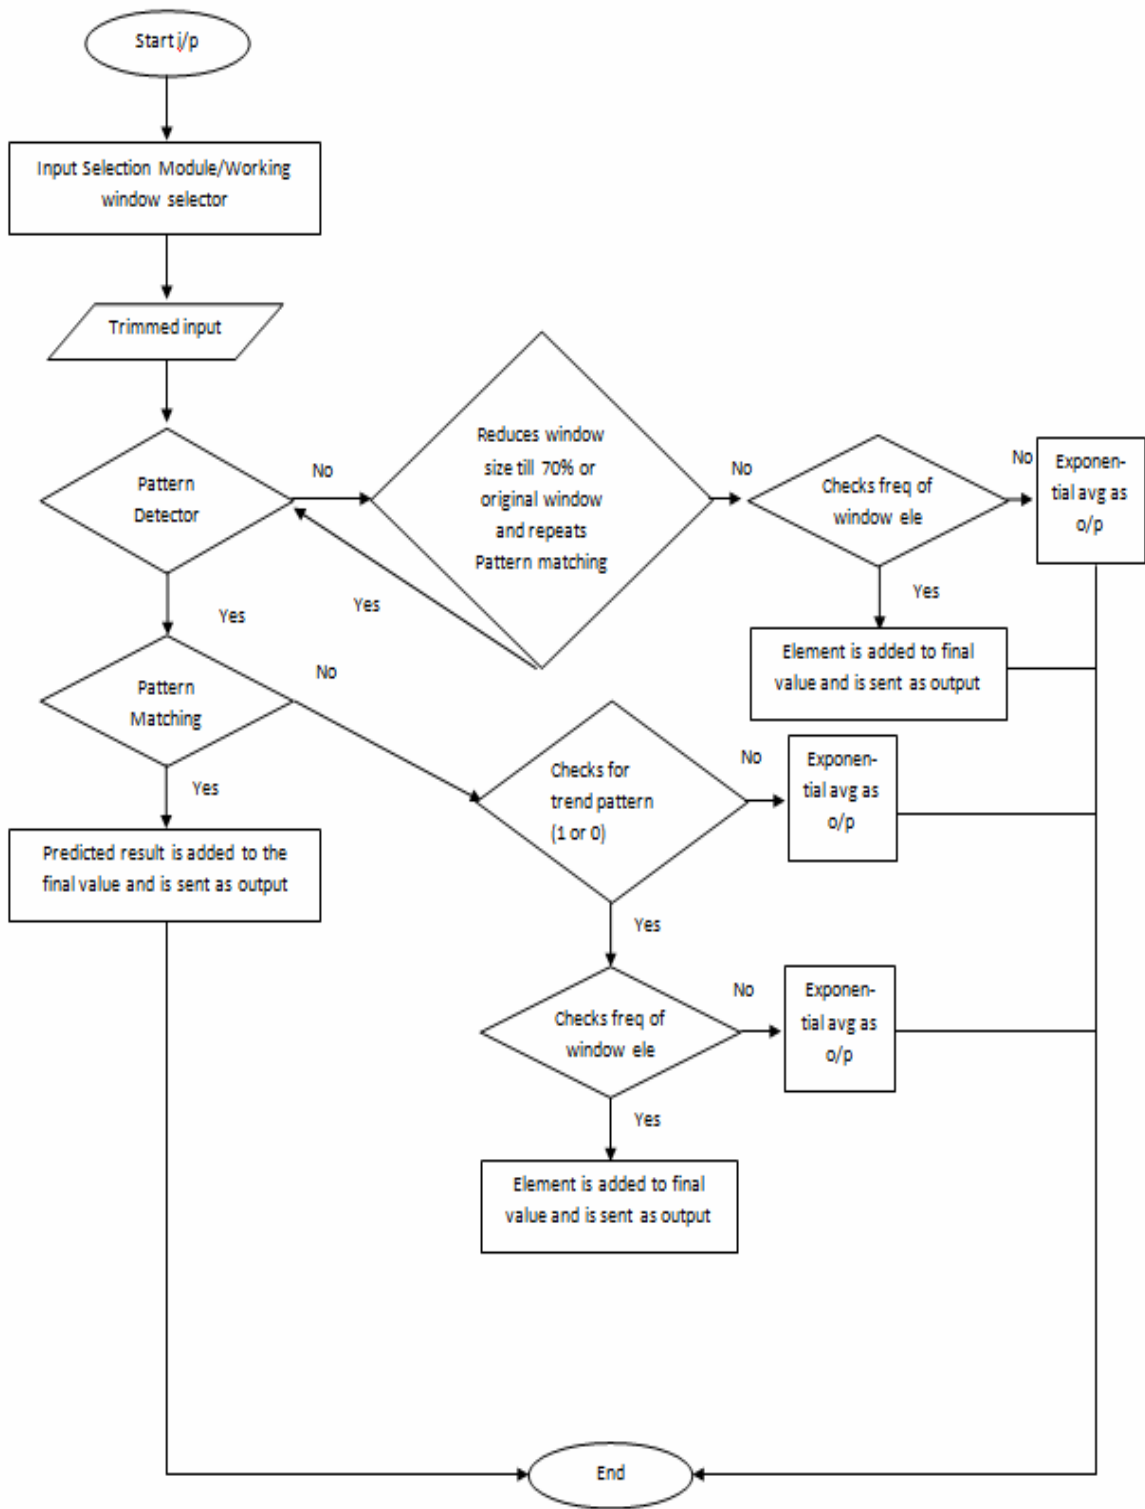 Start i/p
Input Selection Module/Working
window selector
Trimmed input
Pattern
Detector
No
Reduces window
size till 70% or
original window
and repeats
Pattern matching
No
Checks freq of
window ele
No
Exponen-
tial avg as
o/p
Yes
Yes
Yes
Element is added to final
value and is sent as output
Pattern
Matching
No
Checks for
trend pattern
(1 or 0)
No
Exponen-
tial avg as
o/p
Yes
Predicted result is added to the
final value and is sent as output
Yes
Checks freq of
window ele
No
Exponen-
tial avg as
o/p
Yes
Element is added to final
value and is sent as output
End